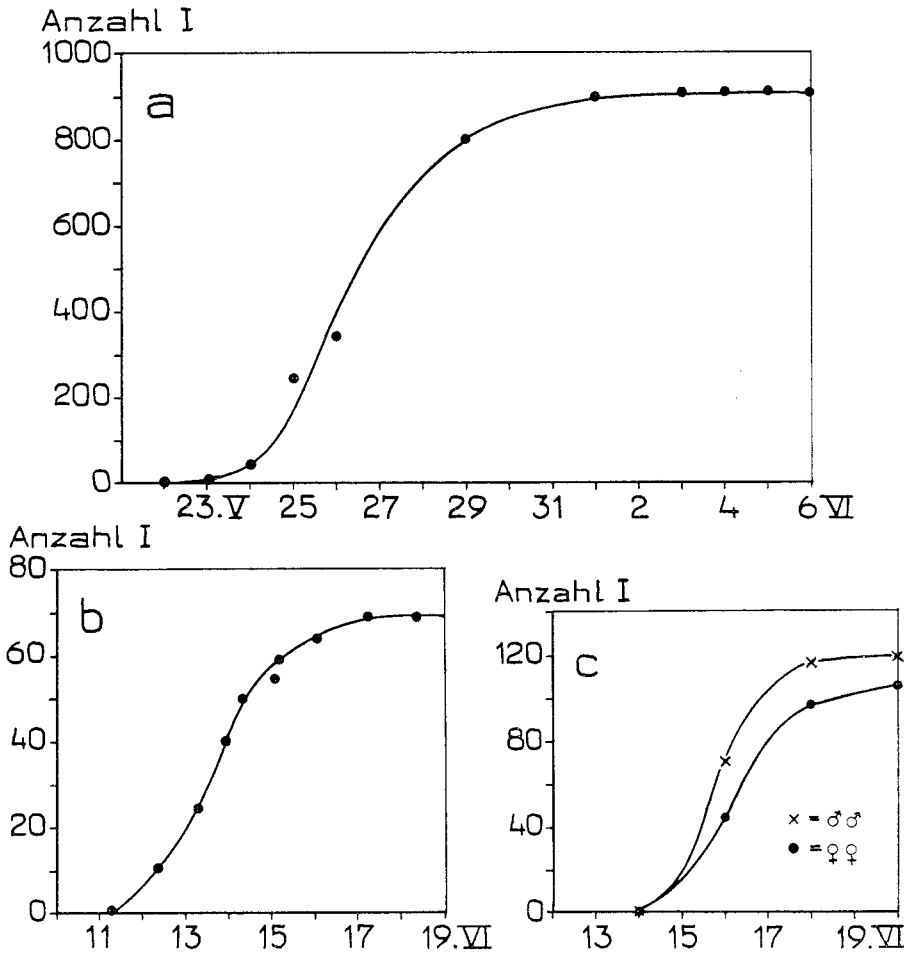 Anzahl I
1000
a
800
600
400
200
0
23.V 25 27 29 31 2 4 6 VI
Anzahl I
80
b
60
40
20
0
11 13 15 17 19.VI
Anzahl I
120
c
80
40
× = ♂♂
● = ♀♀
0
13 15 17 19.VI